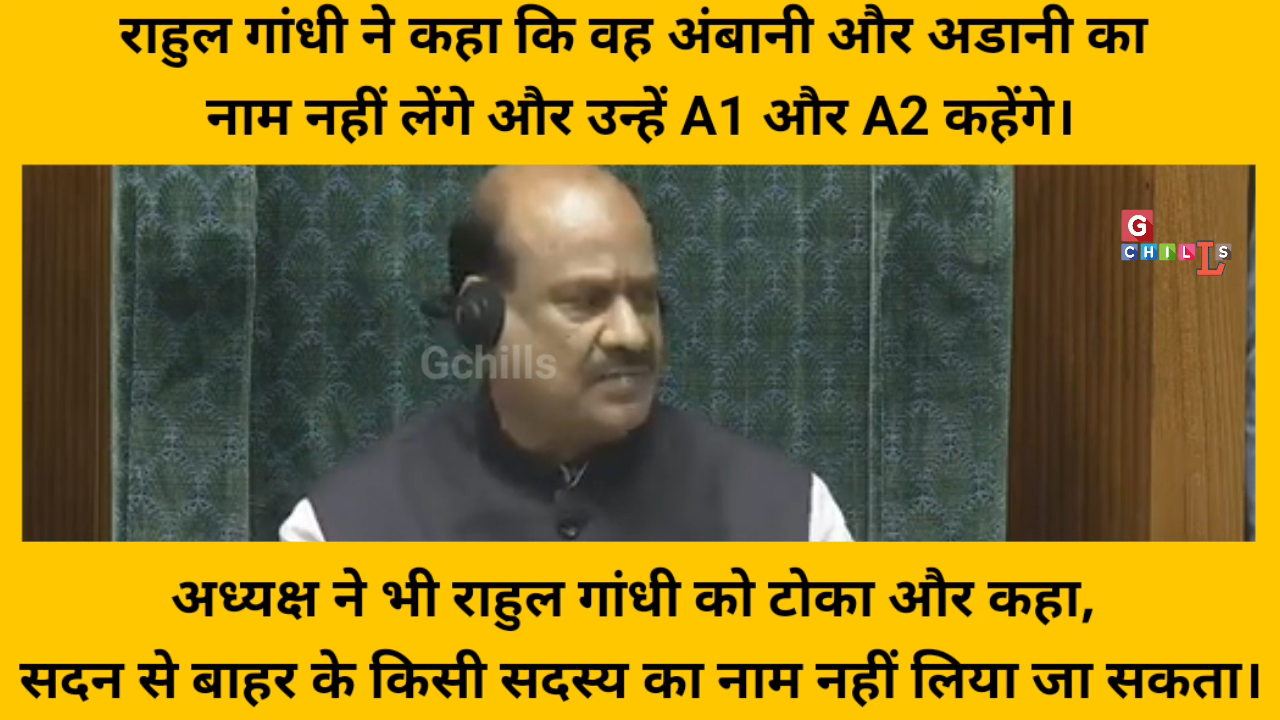 राहुल गांधी ने कहा कि वह अंबानी और अडानी का
नाम नहीं लेंगे और उन्हें A1 और A2 कहेंगे।
G
CHILLS
Gchills
अध्यक्ष ने भी राहुल गांधी को टोका और कहा,
सदन से बाहर के किसी सदस्य का नाम नहीं लिया जा सकता।